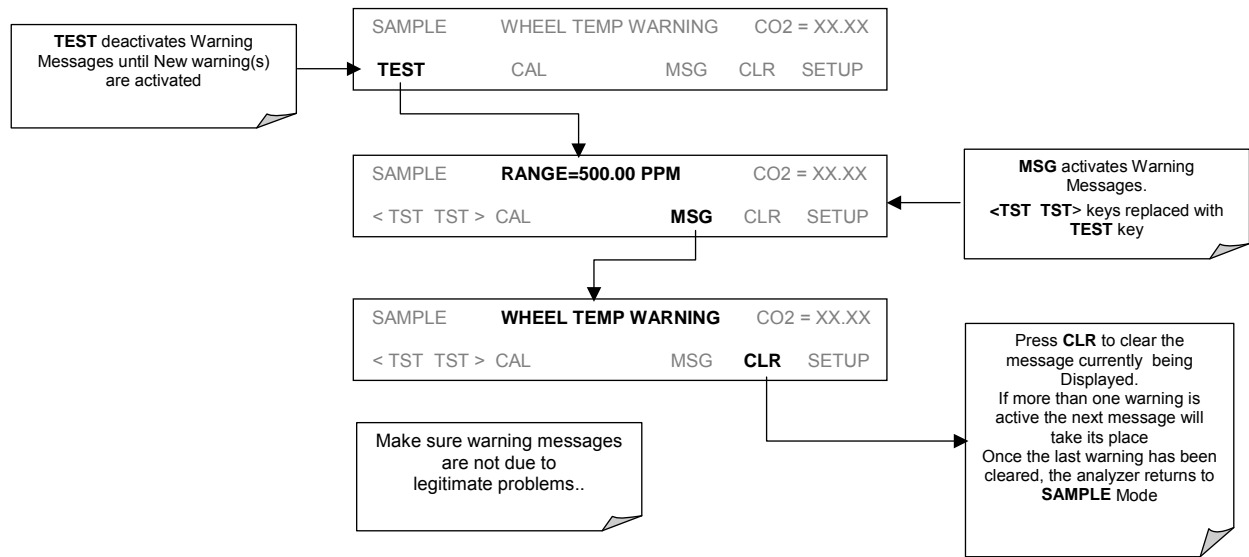 TEST deactivates Warning
Messages until New warning(s)
are activated
SAMPLE WHEEL TEMP WARNING CO2 = XX.XX
TEST CAL MSG CLR SETUP
SAMPLE RANGE=500.00 PPM CO2 = XX.XX
< TST TST > CAL MSG CLR SETUP
MSG activates Warning
Messages.
<TST TST> keys replaced with
TEST key
SAMPLE WHEEL TEMP WARNING CO2 = XX.XX
< TST TST > CAL MSG CLR SETUP
Make sure warning messages
are not due to
legitimate problems..
Press CLR to clear the
message currently being
Displayed.
If more than one warning is
active the next message will
take its place
Once the last warning has been
cleared, the analyzer returns to
SAMPLE Mode